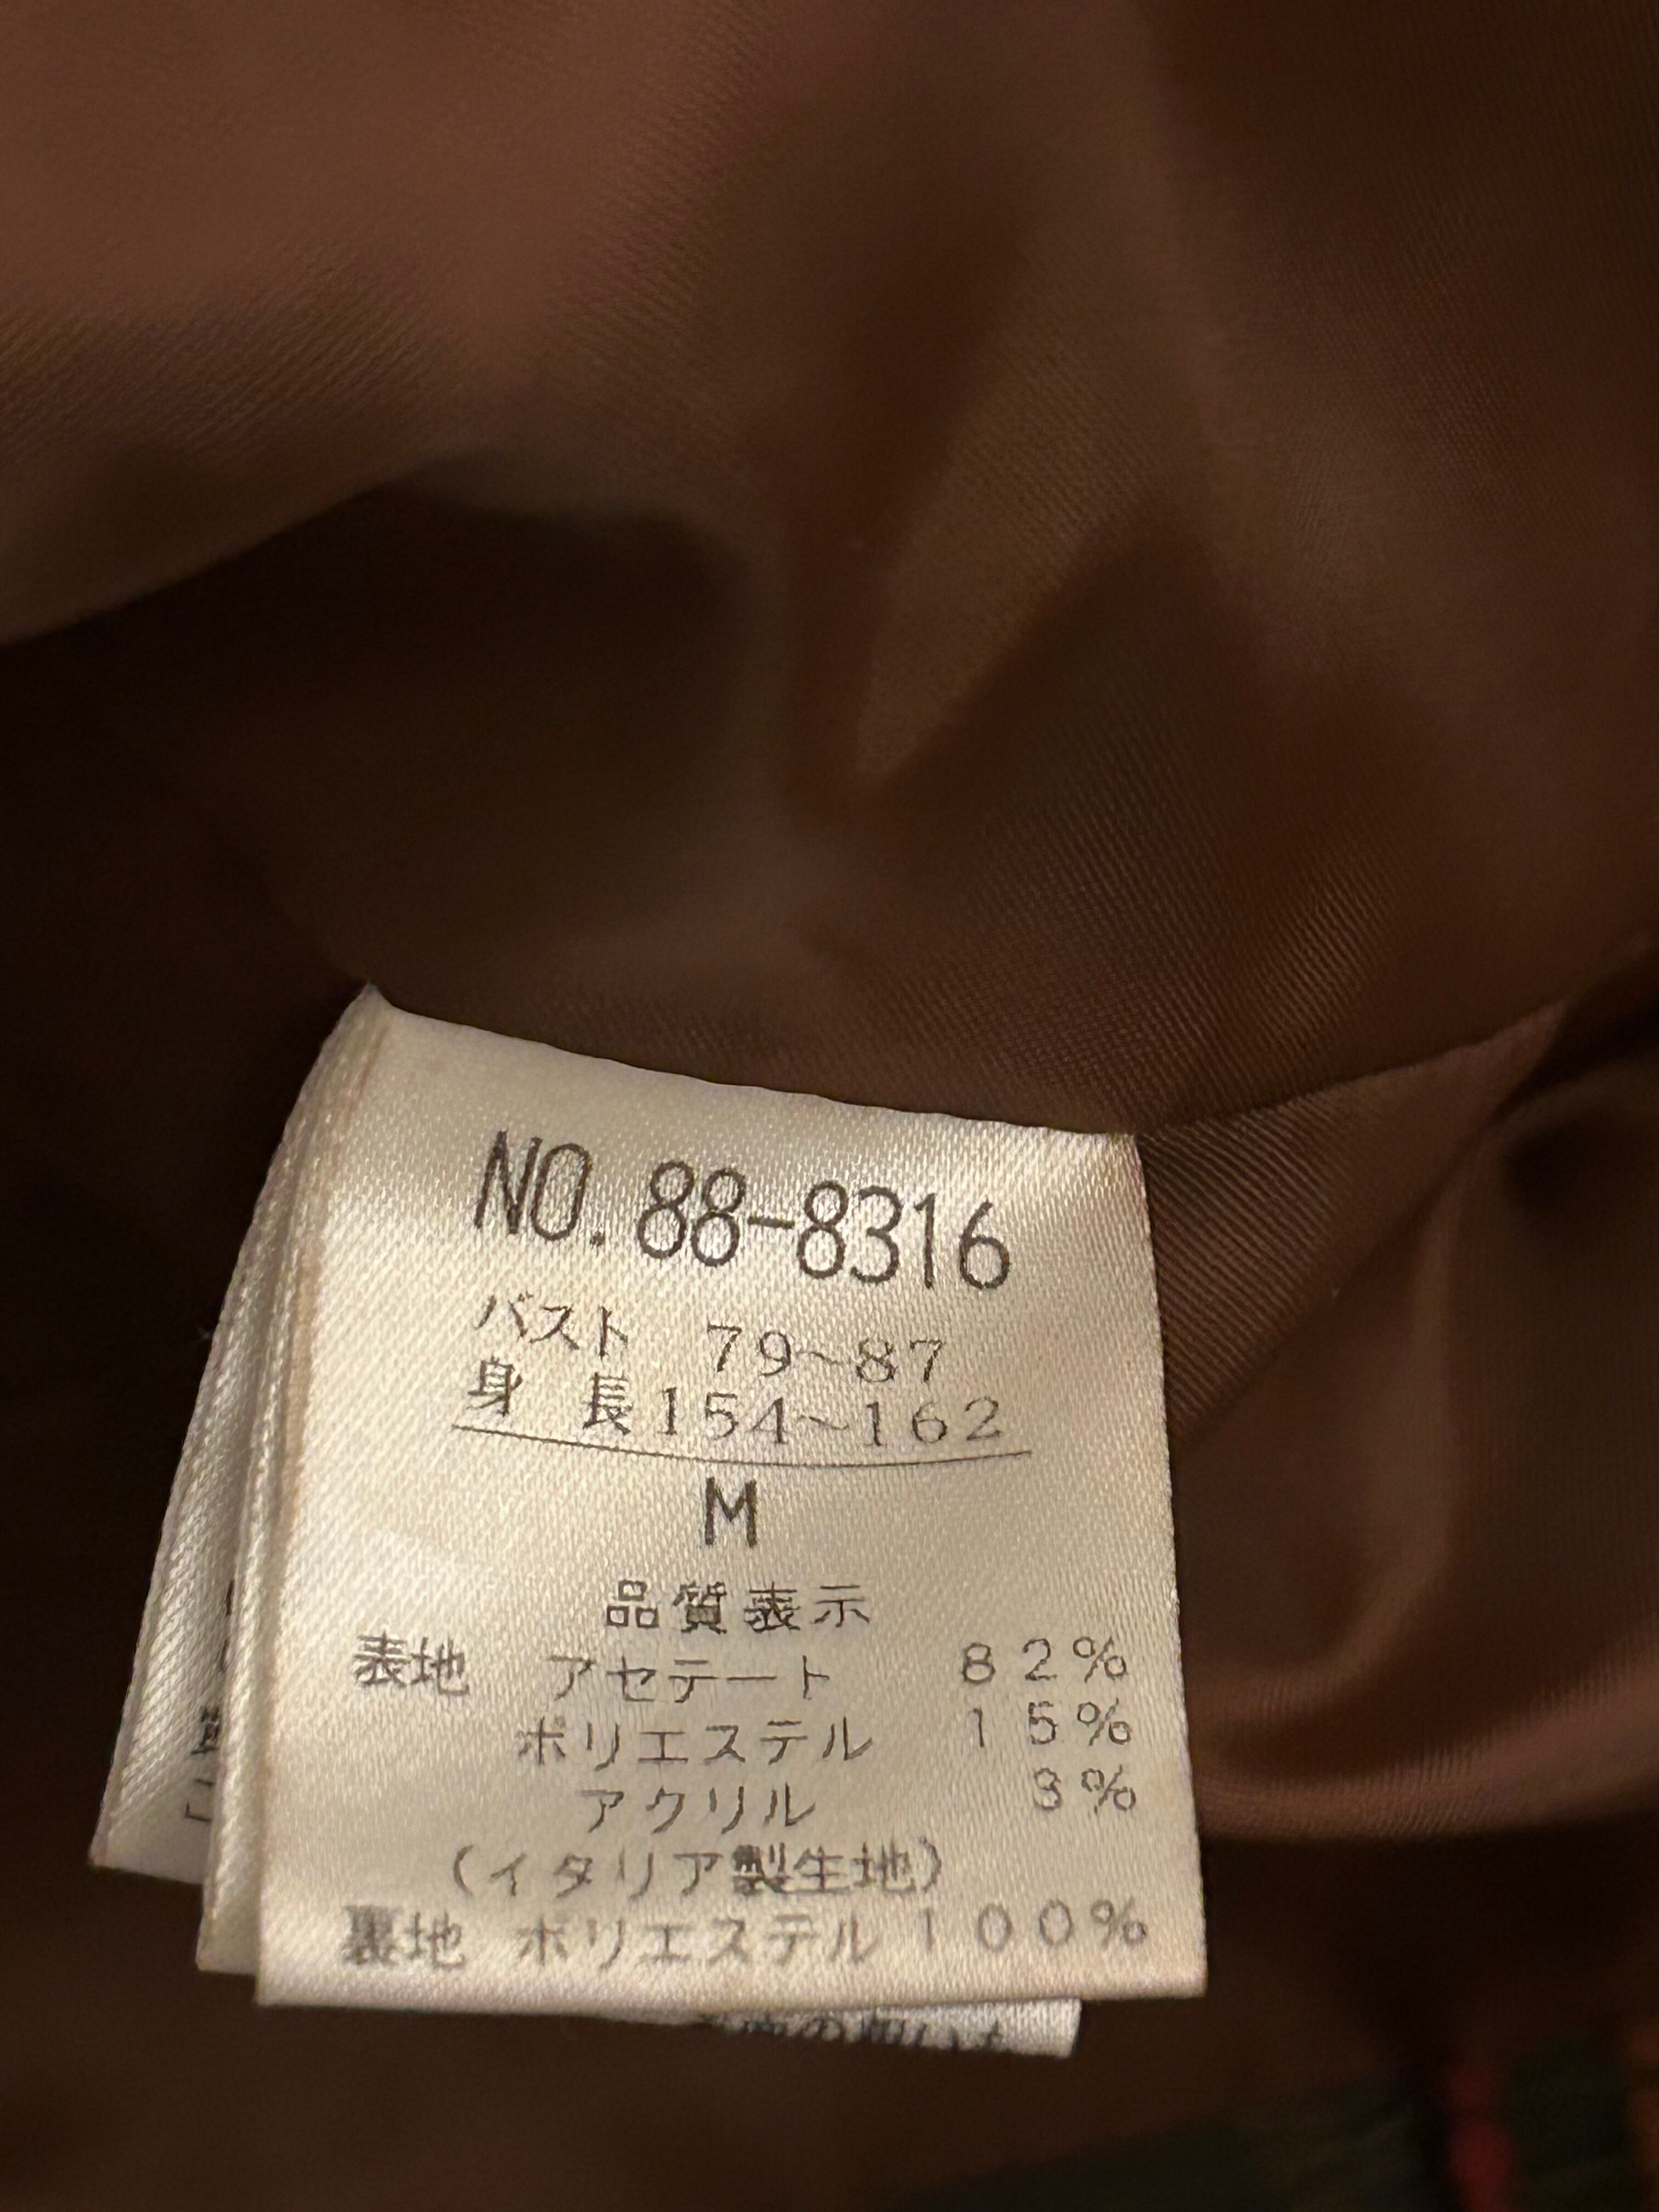 NO.88-8316
バスト 79~87
身 長154~162
M
品質表示
表地 アセテート 82%
ポリエステル 15%
アクリル 3%
(イタリア製生地)
裏地 ポリエステル100%